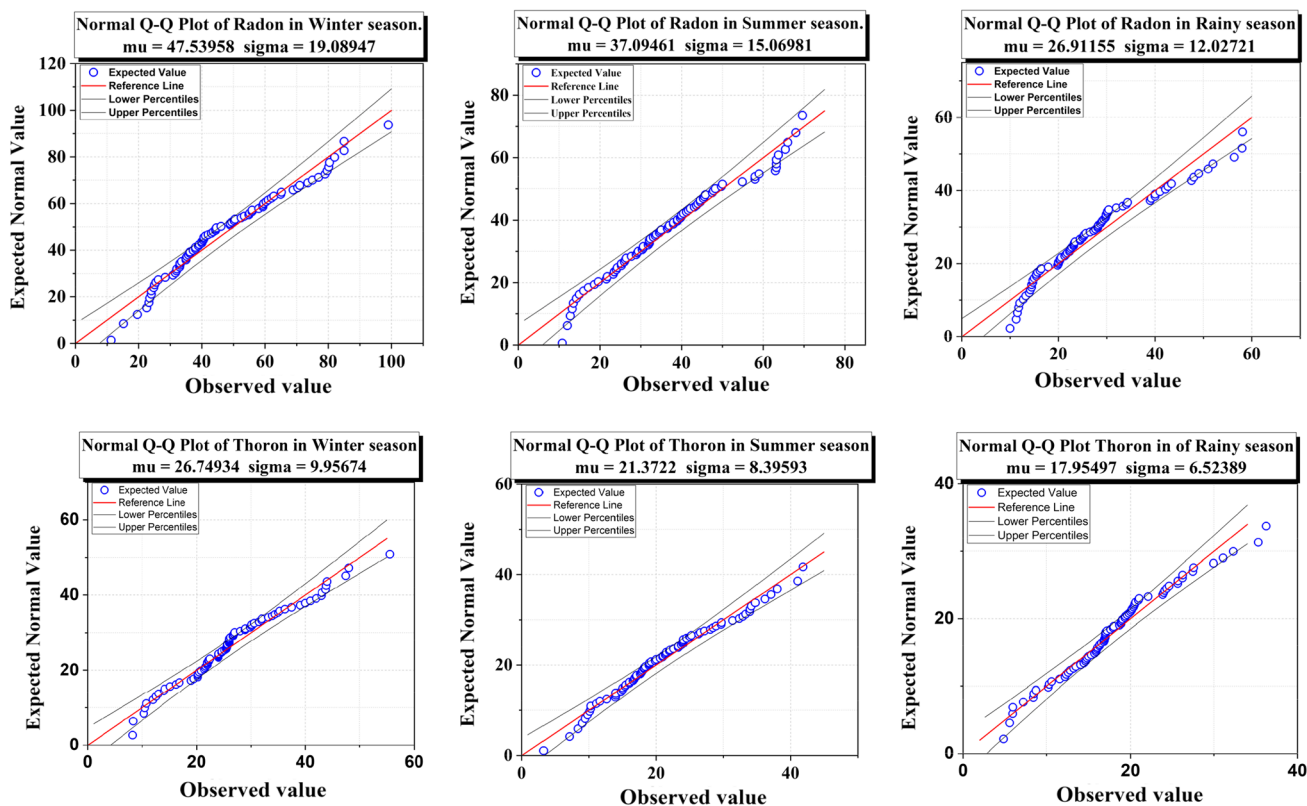 Normal Q-Q Plot of Radon in Winter season.
mu = 47.53958 sigma = 19.08947
Expected Value
Reference Line
Lower Percentiles
Upper Percentiles
120
100
80
60
40
20
0
Expected Normal Value
0 20 40 60 80 100
Observed value
Normal Q-Q Plot of Radon in Summer season.
mu = 37.09461 sigma = 15.06981
Expected Value
Reference Line
Lower Percentiles
Upper Percentiles
80
60
40
20
0
Expected Normal Value
0 20 40 60 80
Observed value
Normal Q-Q Plot of Radon in Rainy season
mu = 26.91155 sigma = 12.02721
Expected Value
Reference Line
Lower Percentiles
Upper Percentiles
60
40
20
0
Expected Normal Value
0 20 40 60
Observed value
Normal Q-Q Plot of Thoron in Winter season
mu = 26.74934 sigma = 9.95674
Expected Value
Reference Line
Lower Percentiles
Upper Percentiles
60
40
20
0
Expected Normal Value
0 20 40 60
Observed Value
Normal Q-Q Plot of Thoron in Summer season
mu = 21.3722 sigma = 8.39593
Expected Value
Reference Line
Lower Percentiles
Upper Percentiles
60
40
20
0
Expected Normal Value
0 20 40
Observed Value
Normal Q-Q Plot Thoron in of Rainy season
mu = 17.95497 sigma = 6.52389
Expected Value
Reference Line
Lower Percentiles
Upper Percentiles
40
20
0
Expected Normal Value
0 20 40
Observed Value